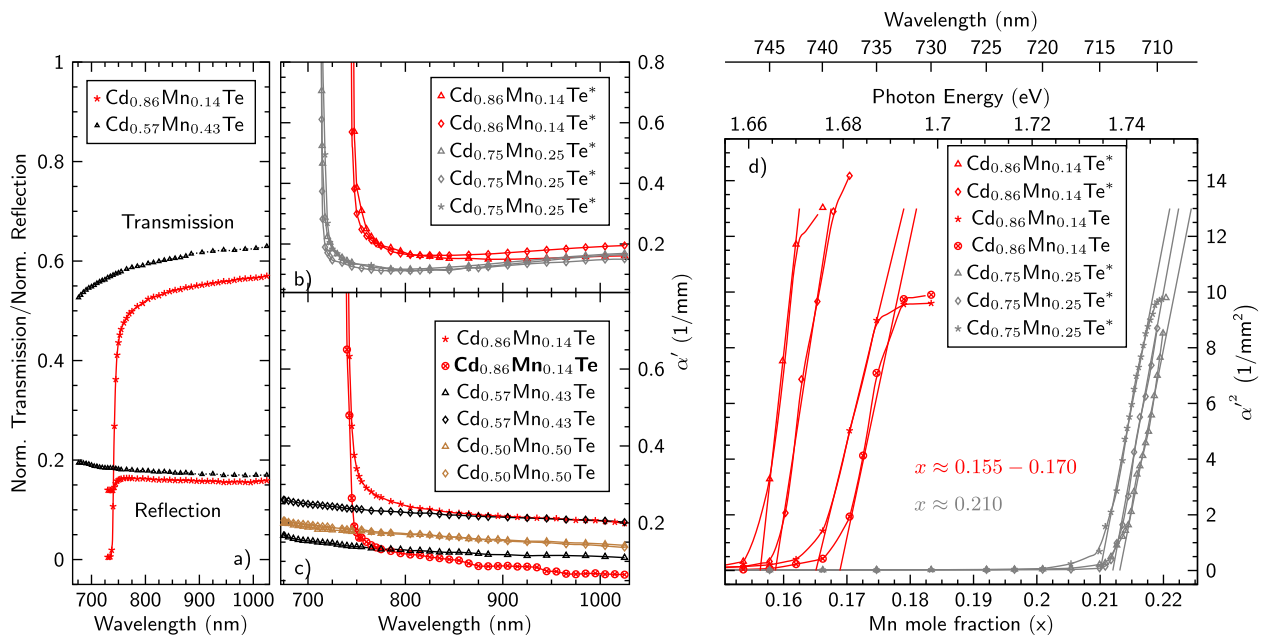 Norm. Transmission/Norm. Reflection
1
0.8
0.6
0.4
0.2
0
Cd0.86Mn0.14Te
Cd0.57Mn0.43Te
Transmission
Reflection
a)
700 800 900 1000
Wavelength (nm)
700 800 900 1000
Cd0.86Mn0.14Te*
Cd0.86Mn0.14Te*
Cd0.75Mn0.25Te*
Cd0.75Mn0.25Te*
Cd0.75Mn0.25Te*
b)
0.8
0.6
0.4
0.2
α′ (1/mm)
Cd0.86Mn0.14Te
Cd0.86Mn0.14Te
Cd0.57Mn0.43Te
Cd0.57Mn0.43Te
Cd0.50Mn0.50Te
Cd0.50Mn0.50Te
c)
0.6
0.4
0.2
700 800 900 1000
Wavelength (nm)
Wavelength (nm)
745 740 735 730 725 720 715 710
Photon Energy (eV)
1.66 1.68 1.7 1.72 1.74
d)
Cd0.86Mn0.14Te*
Cd0.86Mn0.14Te*
Cd0.86Mn0.14Te
Cd0.86Mn0.14Te
Cd0.75Mn0.25Te*
Cd0.75Mn0.25Te*
Cd0.75Mn0.25Te*
x ≈ 0.155 − 0.170
x ≈ 0.210
14
12
10
8
6
4
2
0
α′² (1/mm²)
0.16 0.17 0.18 0.19 0.2 0.21 0.22
Mn mole fraction (x)